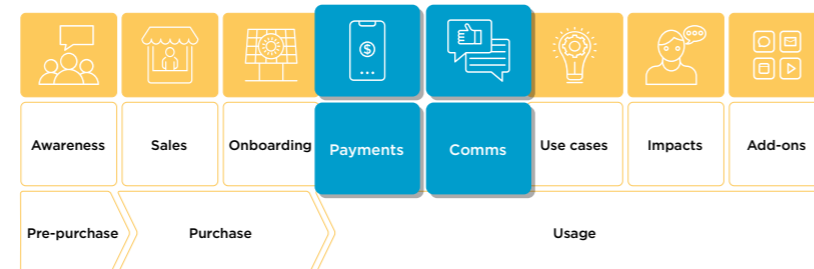 Awareness
Sales
Onboarding
Payments
Comms
Use cases
Impacts
Add-ons
Pre-purchase
Purchase
Usage